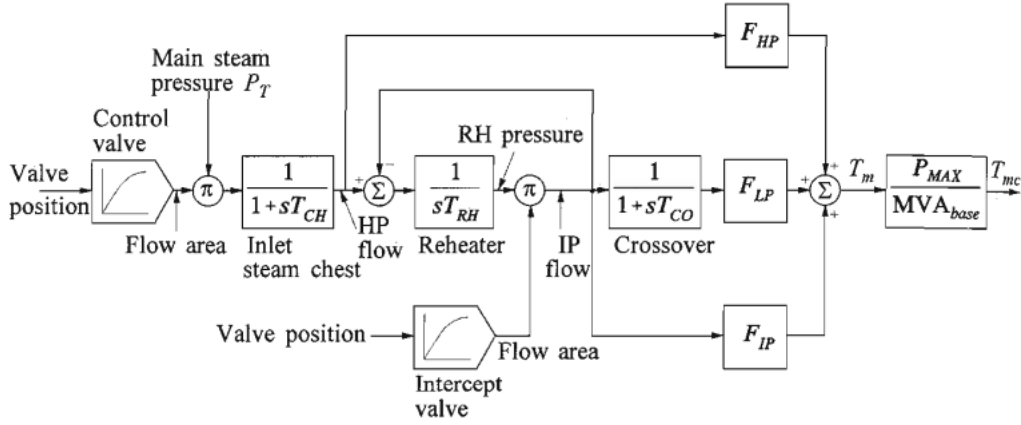 F_HP
Main steam
pressure P_T
Control
valve
RH pressure
Valve
position
π
1
1+sT_CH
+
−
Σ
1
sT_RH
π
1
1+sT_CO
F_LP
+
+
+
Σ
T_m
P_MAX
MVA_base
T_mc
Flow area
Inlet
steam chest
HP
flow
Reheater
IP
flow
Crossover
Valve position
Flow area
F_IP
Intercept
valve